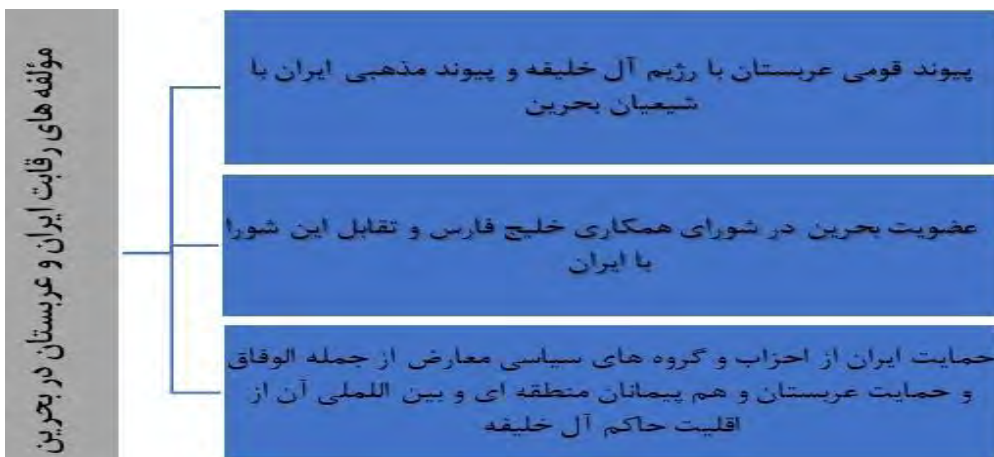 مؤلفه های رقابت ایران و عربستان در بحرین
پیوند قومی عربستان با رژیم آل خلیفه و پیوند مذهبی ایران با
شیعیان بحرین
عضویت بحرین در شورای همکاری خلیج فارس و تقابل این شورا
با ایران
حمایت ایران از احزاب و گروه های سیاسی معارض از جمله الوفاق
و حمایت عربستان و هم پیمانان منطقه ای و بین اللملی آن از
اقلیت حاکم آل خلیفه